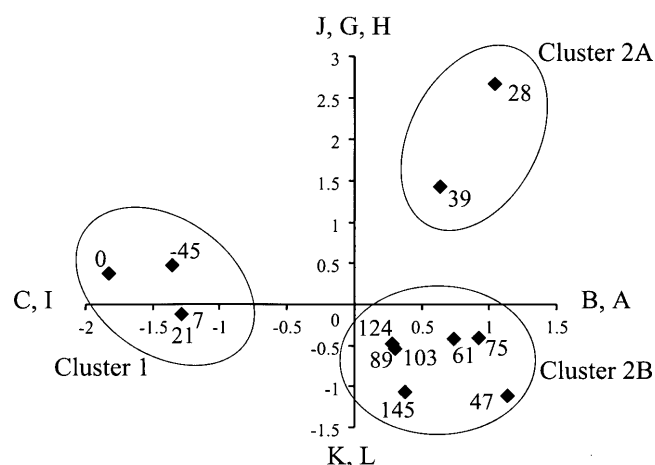 J, G, H
3
Cluster 2A
28
2.5
2
1.5
39
1
0 -45
0.5
C, I
B, A
-2 -1.5 -1 -0.5 0 0.5 1 1.5
7
21
Cluster 1
124
89 103 61 75
-0.5
Cluster 2B
-1
145 47
-1.5
K, L